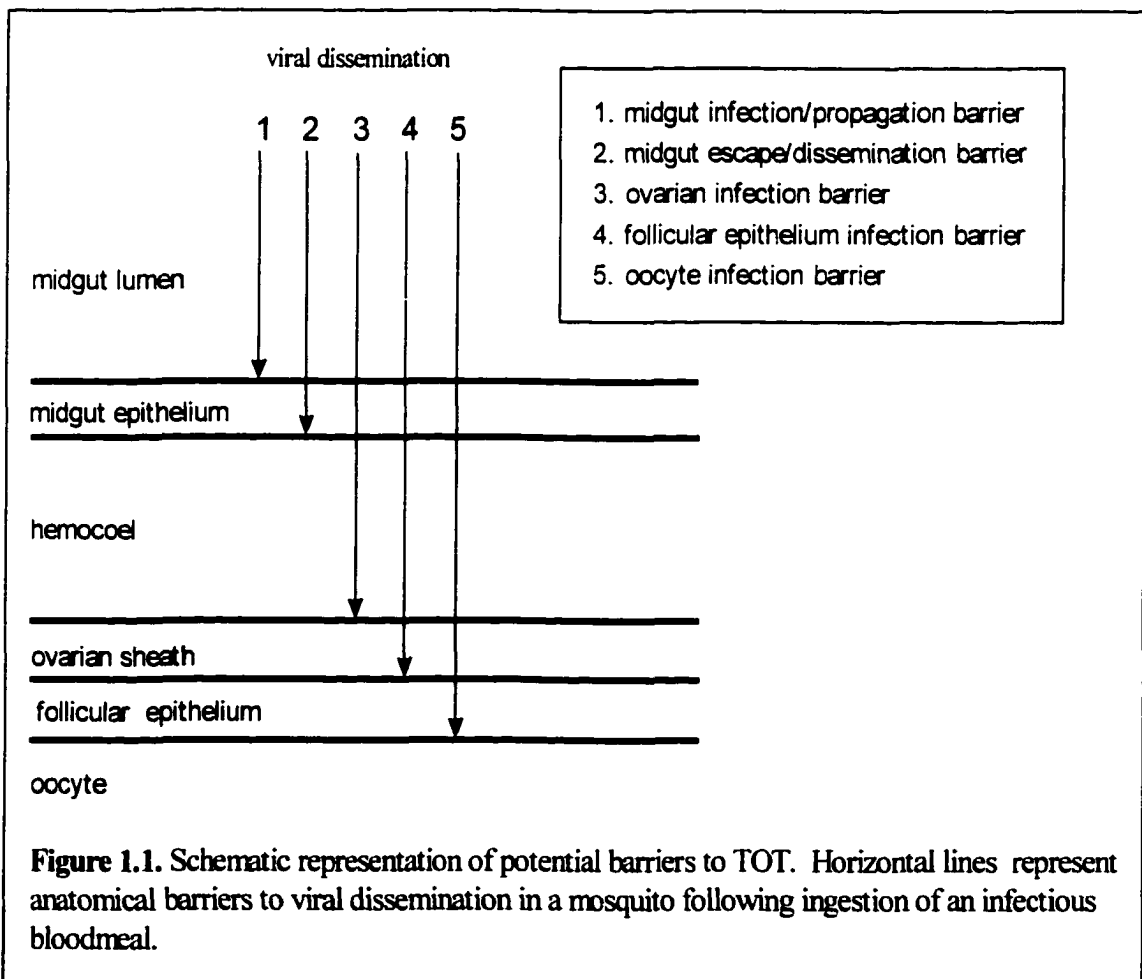 viral dissemination
1 2 3 4 5
1. midgut infection/propagation barrier
2. midgut escape/dissemination barrier
3. ovarian infection barrier
4. follicular epithelium infection barrier
5. oocyte infection barrier
midgut lumen
midgut epithelium
hemocoel
ovarian sheath
follicular epithelium
oocyte
Figure 1.1. Schematic representation of potential barriers to TOT. Horizontal lines represent
anatomical barriers to viral dissemination in a mosquito following ingestion of an infectious
bloodmeal.